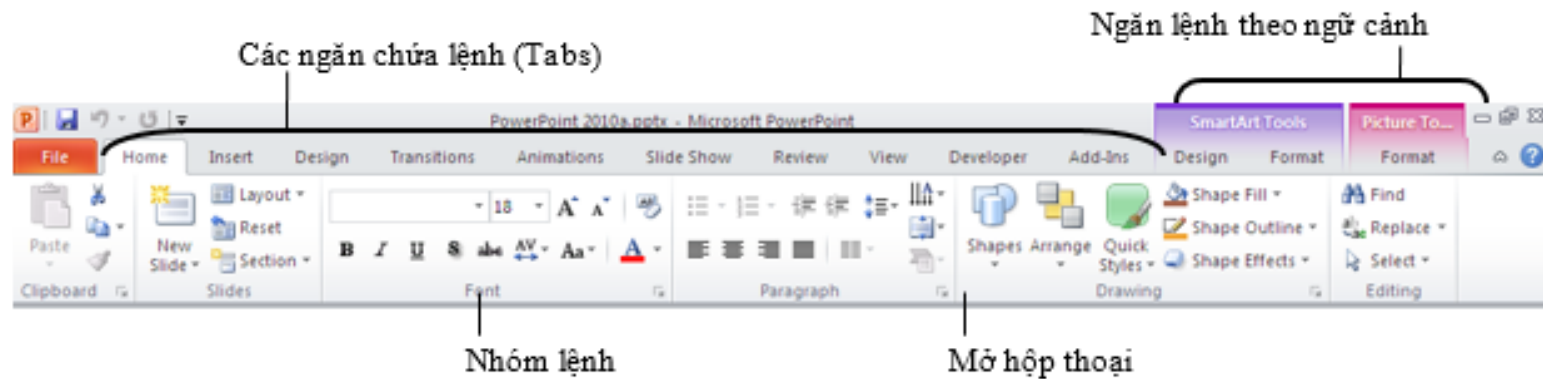 Ngăn lệnh theo ngữ cảnh
Các ngăn chứa lệnh (Tabs)
PowerPoint 2010a.pptx - Microsoft PowerPoint SmartArt Tools Picture To...
File Home Insert Design Transitions Animations Slide Show Review View Developer Add-Ins Design Format Format
Layout Shape Fill Find
18 A A
Reset Shape Outline Replace
Paste New Slide Shapes Arrange Quick Styles
Section B I U S abc AV Aa A Shape Effects Select
Clipboard Slides Font Paragraph Drawing Editing
Nhóm lệnh Mở hộp thoại